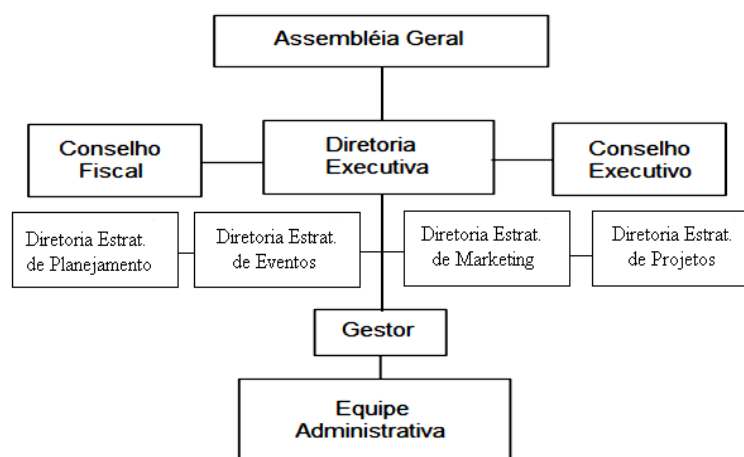 Assembléia Geral
Conselho
Fiscal
Diretoria
Executiva
Conselho
Executivo
Diretoria Estrat.
de Planejamento
Diretoria Estrat.
de Eventos
Diretoria Estrat.
de Marketing
Diretoria Estrat.
de Projetos
Gestor
Equipe
Administrativa